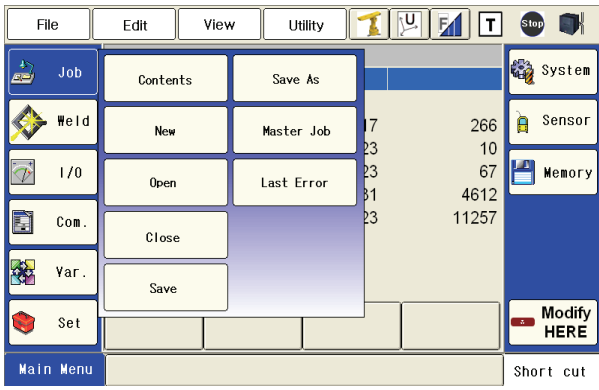 File Edit View Utility T Stop
Job Contents Save As System
Weld New Master Job 17 266 Sensor
23 10
I/O Open Last Error 67 Memory
31 4612
Com. Close 23 11257
Var. Save
Set Modify
HERE
Main Menu Short cut